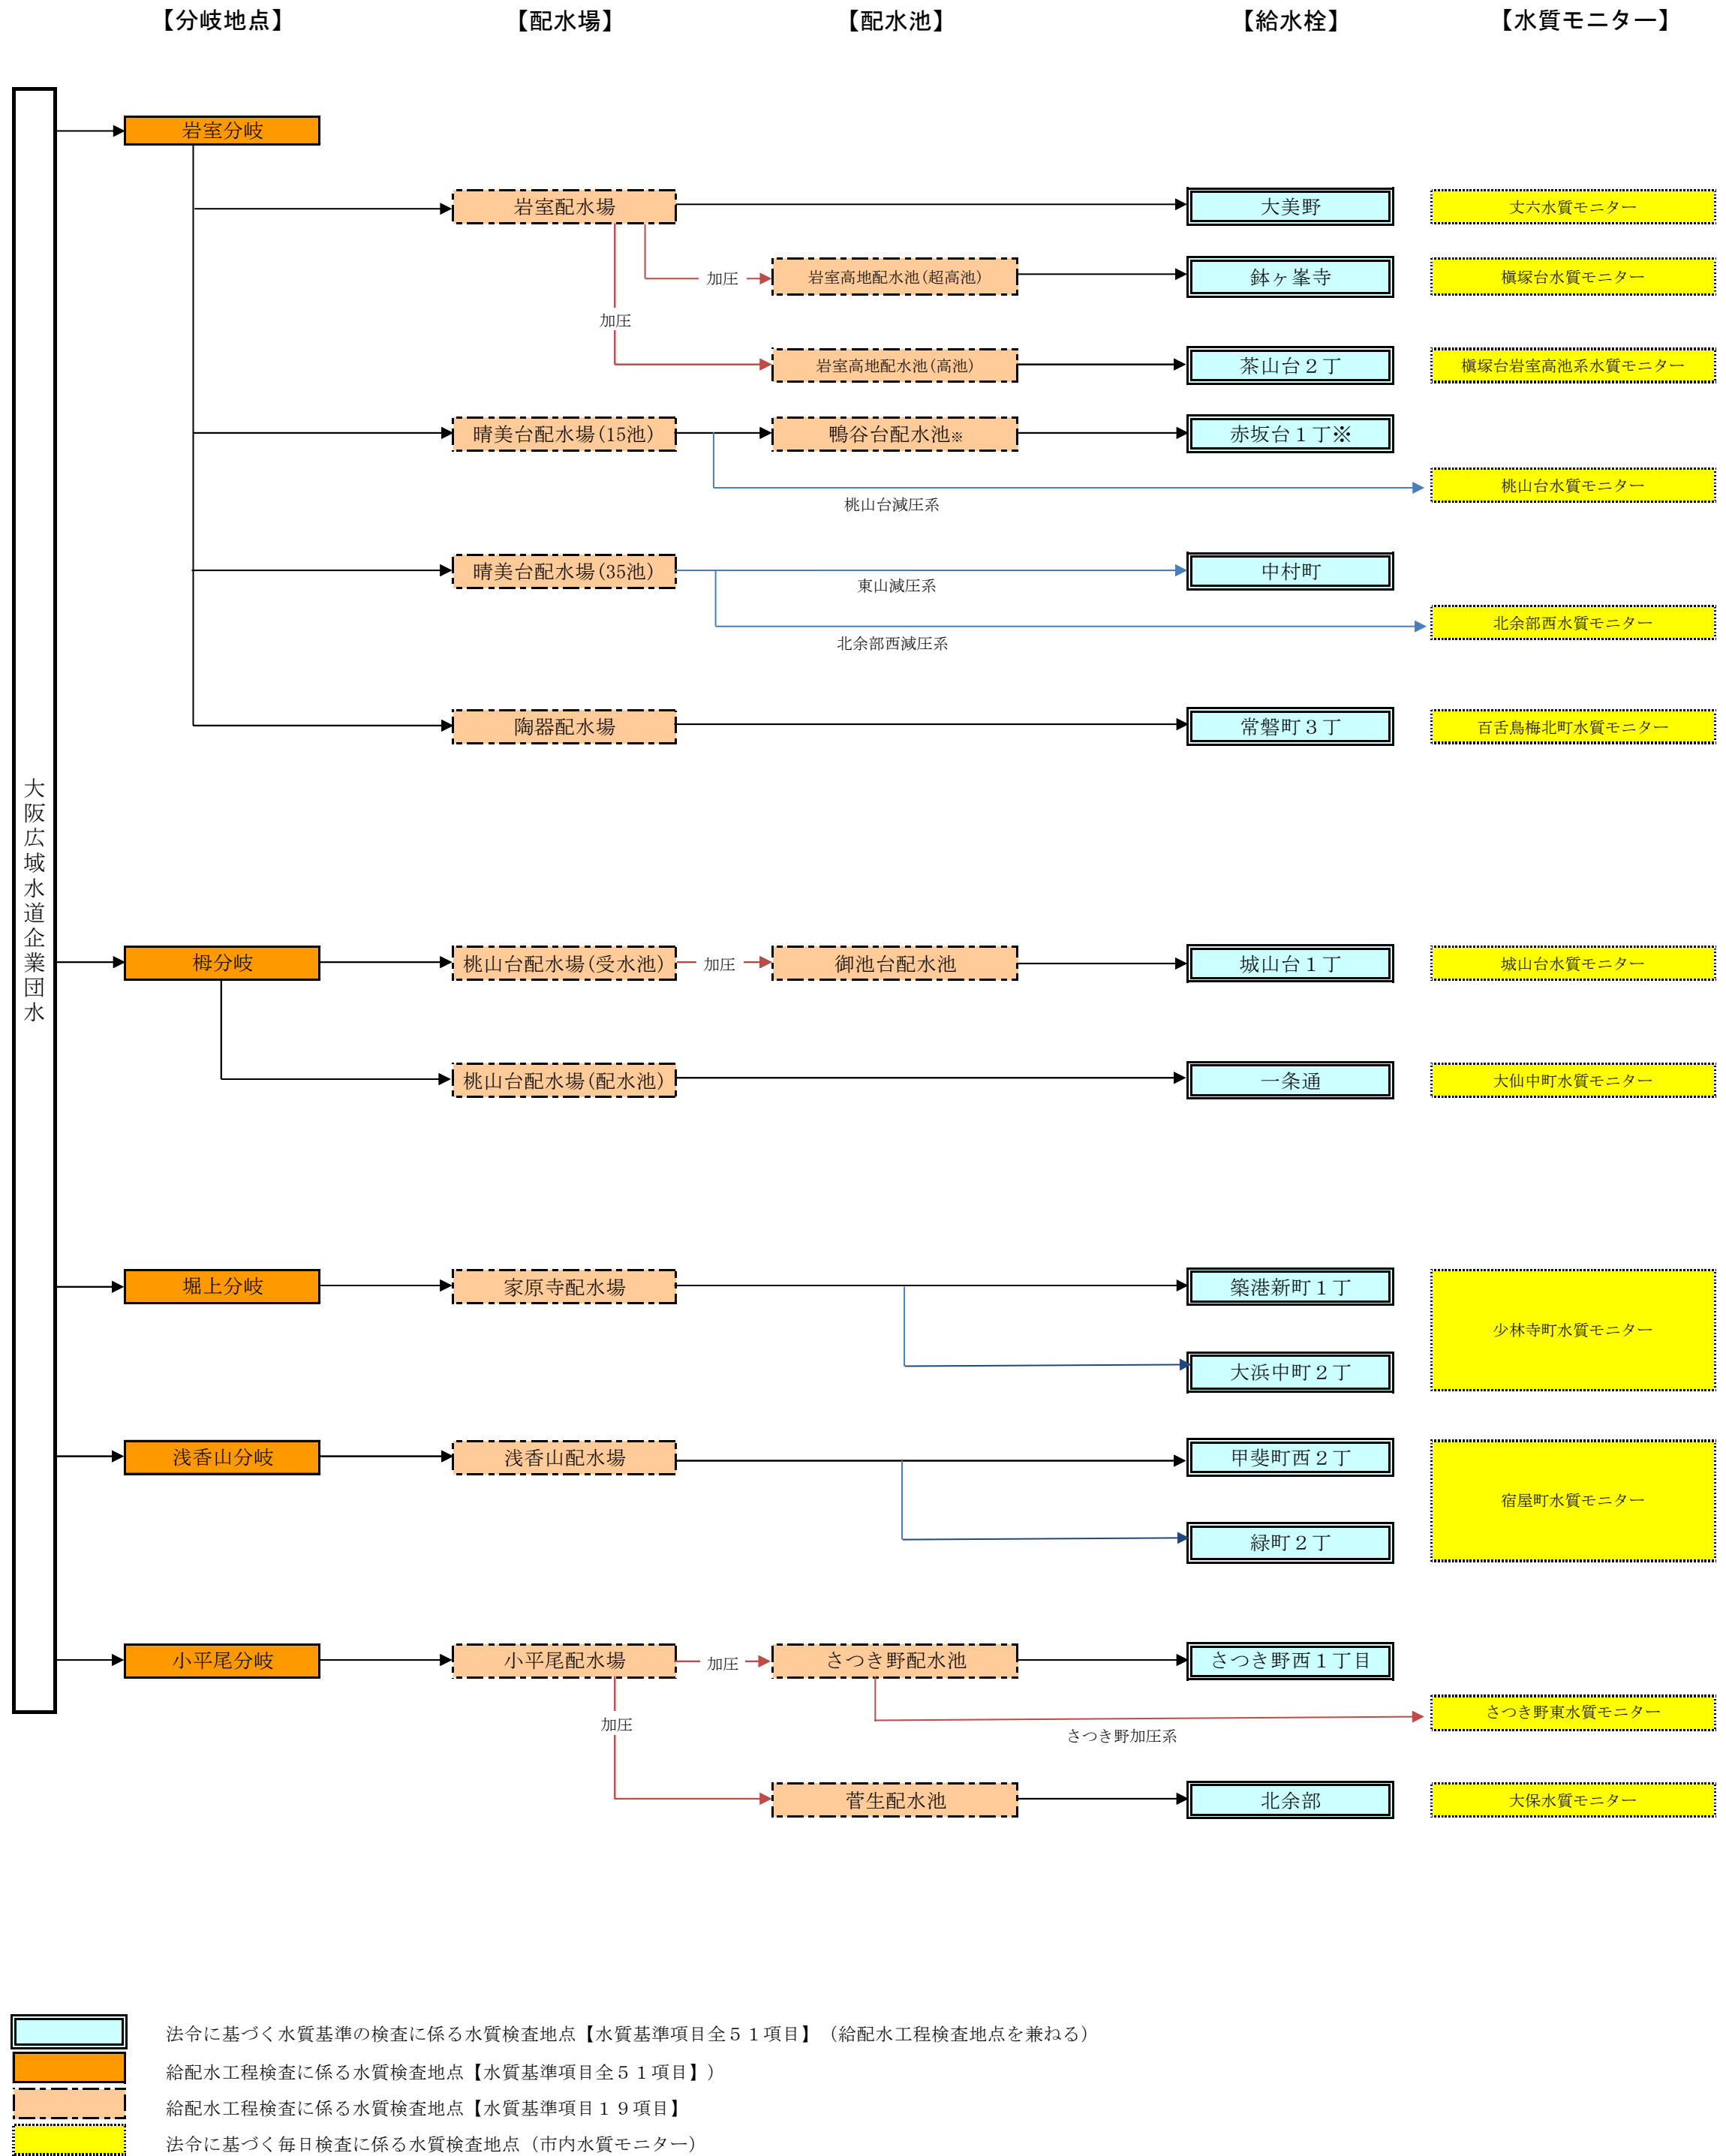 【分岐地点】 【配水場】 【配水池】 【給水栓】 【水質モニター】
大阪広域水道企業団水
岩室分岐
岩室配水場 大美野 丈六水質モニター
加圧 岩室高地配水池(超高池) 鉢ヶ峯寺 槇塚台水質モニター
加圧
岩室高地配水池(高池) 茶山台２丁 槇塚台岩室高池系水質モニター
晴美台配水場(15池) 鴨谷台配水池※ 赤坂台１丁※
桃山台水質モニター
桃山台減圧系
晴美台配水場(35池) 中村町
東山減圧系
北余部西水質モニター
北余部西減圧系
陶器配水場 常磐町３丁 百舌鳥梅北町水質モニター
栂分岐 桃山台配水場(受水池) 加圧 御池台配水池 城山台１丁 城山台水質モニター
桃山台配水場(配水池) 一条通 大仙中町水質モニター
堀上分岐 家原寺配水場 築港新町１丁
少林寺町水質モニター
大浜中町２丁
浅香山分岐 浅香山配水場 甲斐町西２丁
宿屋町水質モニター
緑町２丁
小平尾分岐 小平尾配水場 加圧 さつき野配水池 さつき野西１丁目
さつき野東水質モニター
加圧
さつき野加圧系
菅生配水池 北余部 大保水質モニター
法令に基づく水質基準の検査に係る水質検査地点【水質基準項目全５１項目】（給配水工程検査地点を兼ねる）
給配水工程検査に係る水質検査地点【水質基準項目全５１項目】）
給配水工程検査に係る水質検査地点【水質基準項目１９項目】
法令に基づく毎日検査に係る水質検査地点（市内水質モニター）